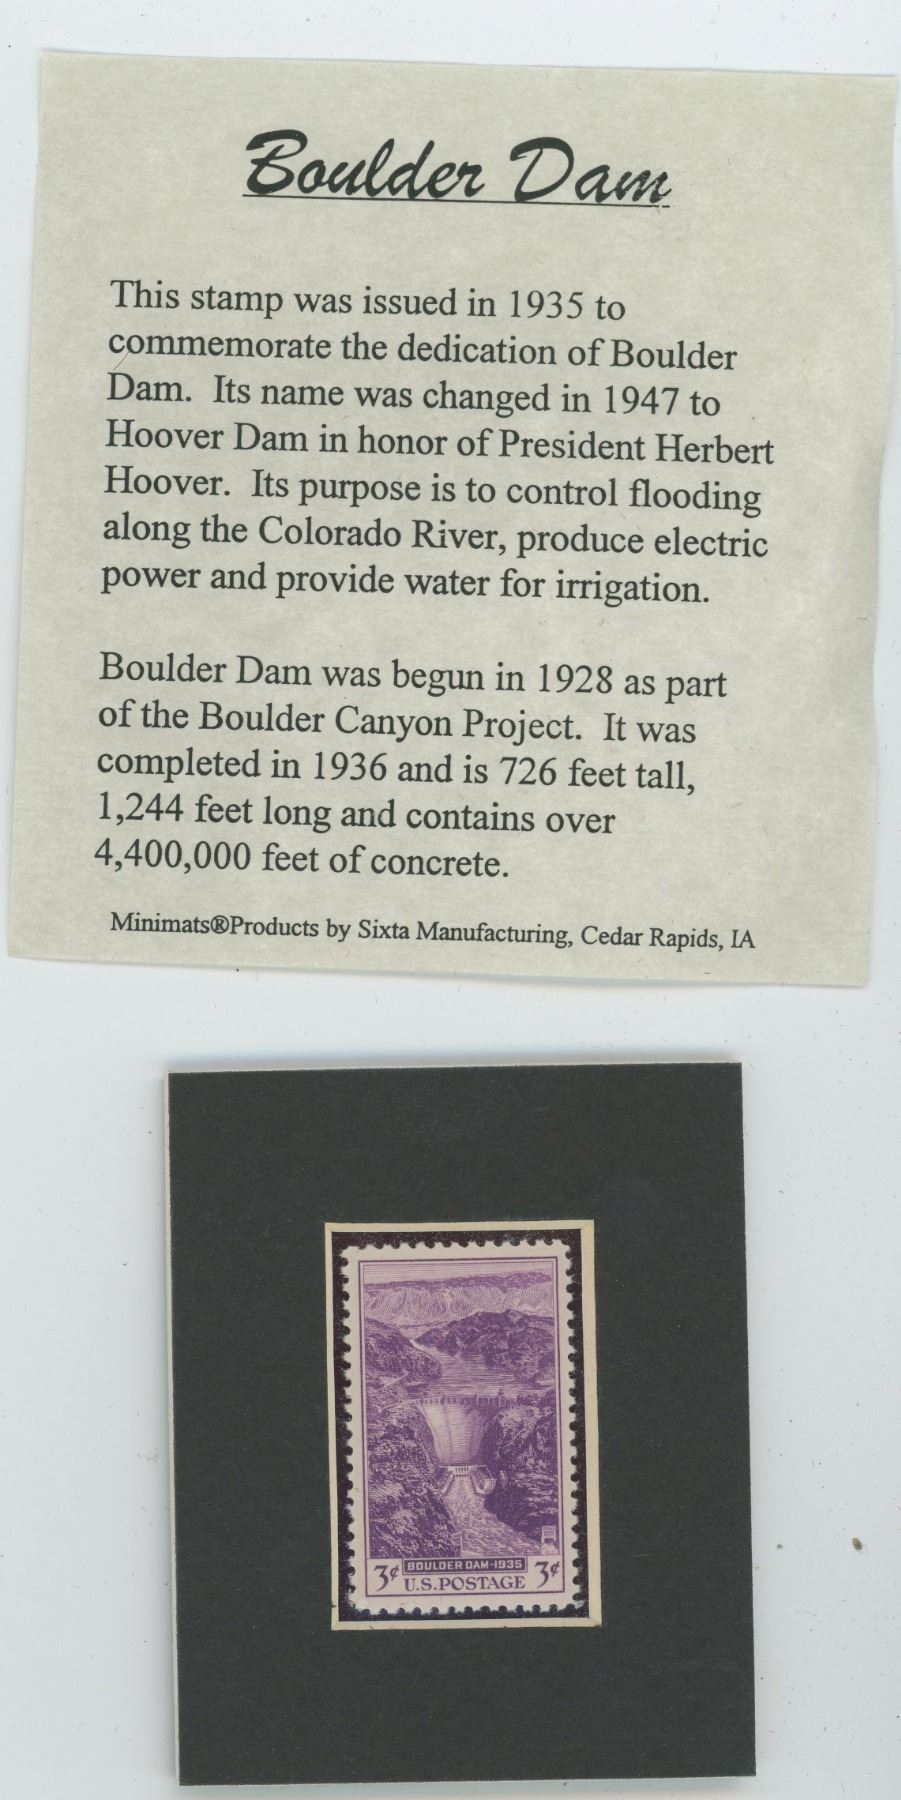 Boulder Dam
This stamp was issued in 1935 to
commemorate the dedication of Boulder
Dam.  Its name was changed in 1947 to
Hoover Dam in honor of President Herbert
Hoover.  Its purpose is to control flooding
along the Colorado River, produce electric
power and provide water for irrigation.
Boulder Dam was begun in 1928 as part
of the Boulder Canyon Project.  It was
completed in 1936 and is 726 feet tall,
1,244 feet long and contains over
4,400,000 feet of concrete.
Minimats®Products by Sixta Manufacturing, Cedar Rapids, IA
BOULDER DAM-1935
3¢ U.S.POSTAGE 3¢